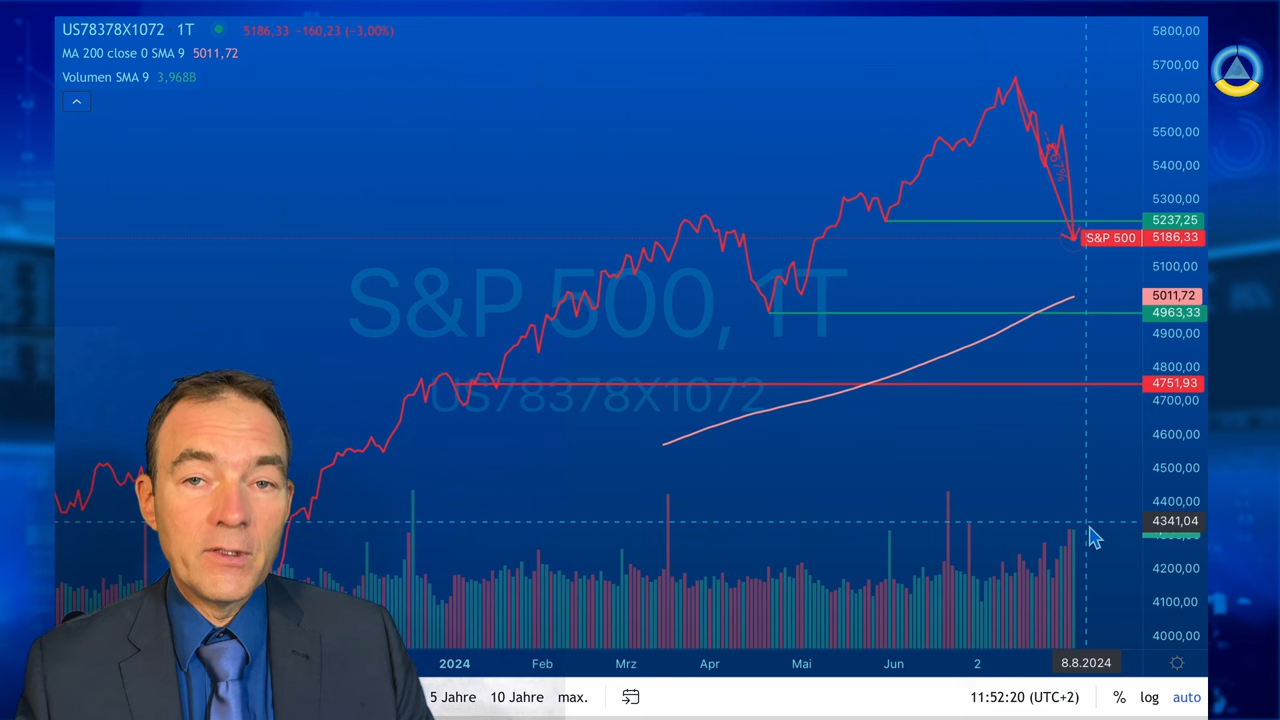 US78378X1072 1T 5186,33 -160,23 (-3,00%)
MA 200 close 0 SMA 9 5011,72
Volumen SMA 9 3,968B
S&P 500, 1T
US78378X1072
5800,00
5700,00
5600,00
5500,00
5400,00
5300,00
5237,25
S&P 500 5186,33
5100,00
5011,72
4963,33
4900,00
4800,00
4751,93
4700,00
4600,00
4500,00
4400,00
4341,04
4200,00
4100,00
4000,00
2024 Feb Mrz Apr Mai Jun 2 8.8.2024
5 Jahre 10 Jahre max. 11:52:20 (UTC+2) % log auto